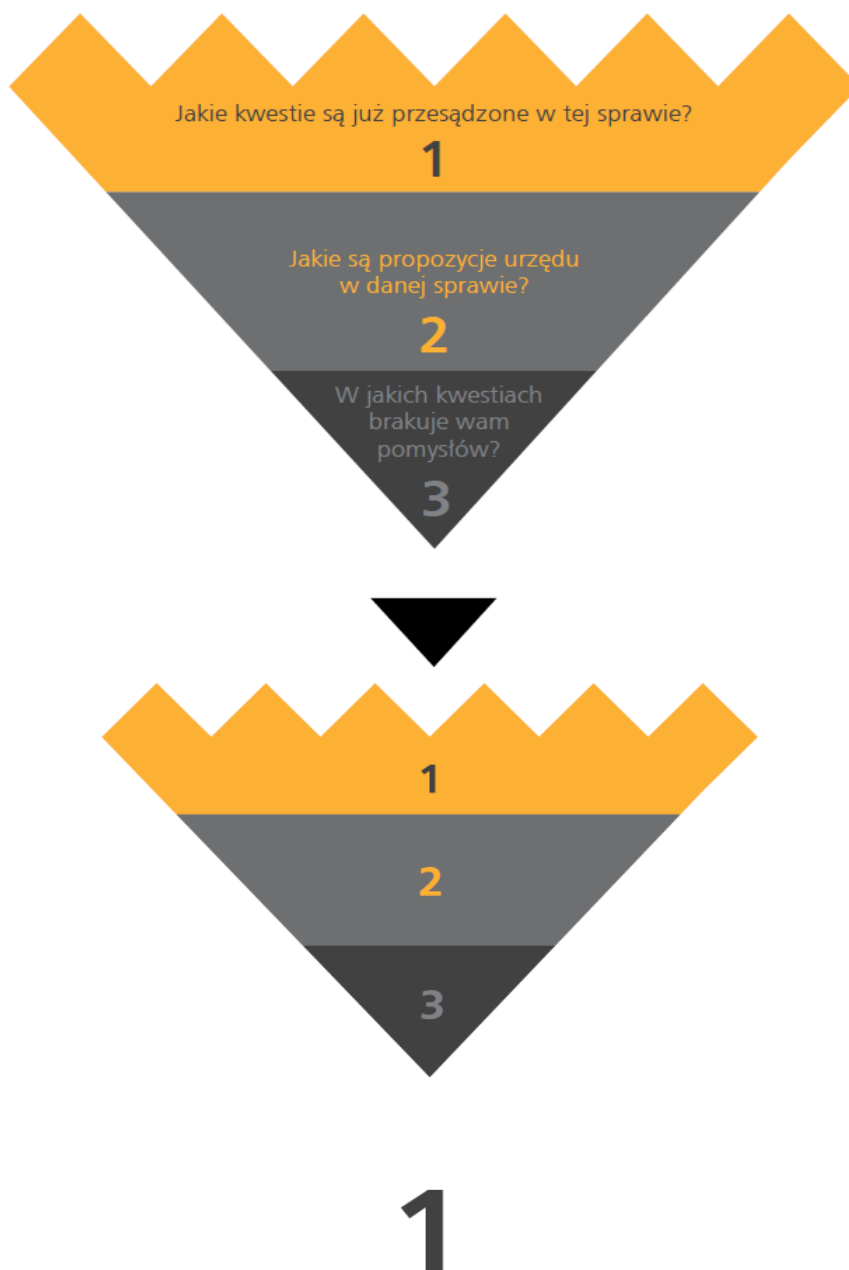 Jakie kwestie są już przesądzone w tej sprawie?
1
Jakie są propozycje urzędu
w danej sprawie?
2
W jakich kwestiach
brakuje wam
pomysłów?
3
1
2
3
1